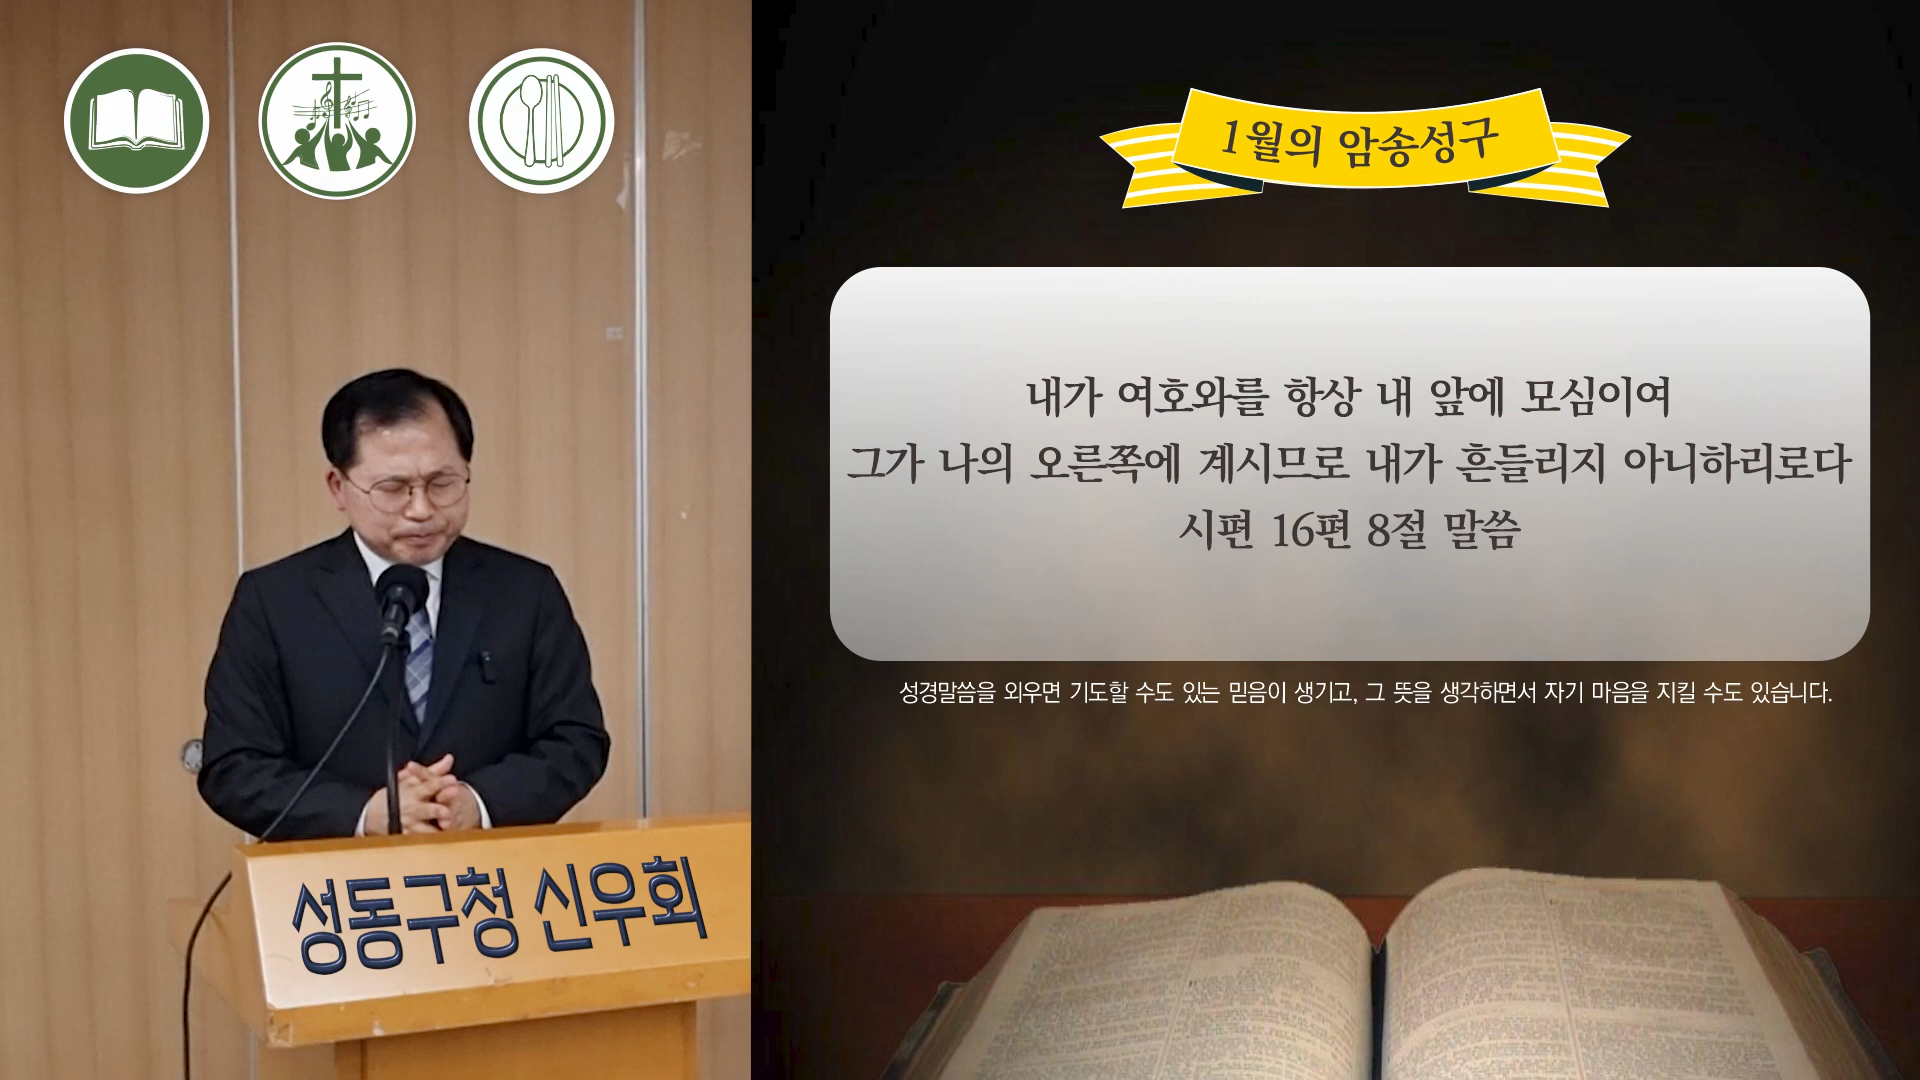 1월의 암송성구
내가 여호와를 항상 내 앞에 모심이여
그가 나의 오른쪽에 계시므로 내가 흔들리지 아니하리로다
시편 16편 8절 말씀
성경말씀을 외우면 기도할 수도 있는 믿음이 생기고, 그 뜻을 생각하면서 자기 마음을 지킬 수도 있습니다.
성동구청 신우회